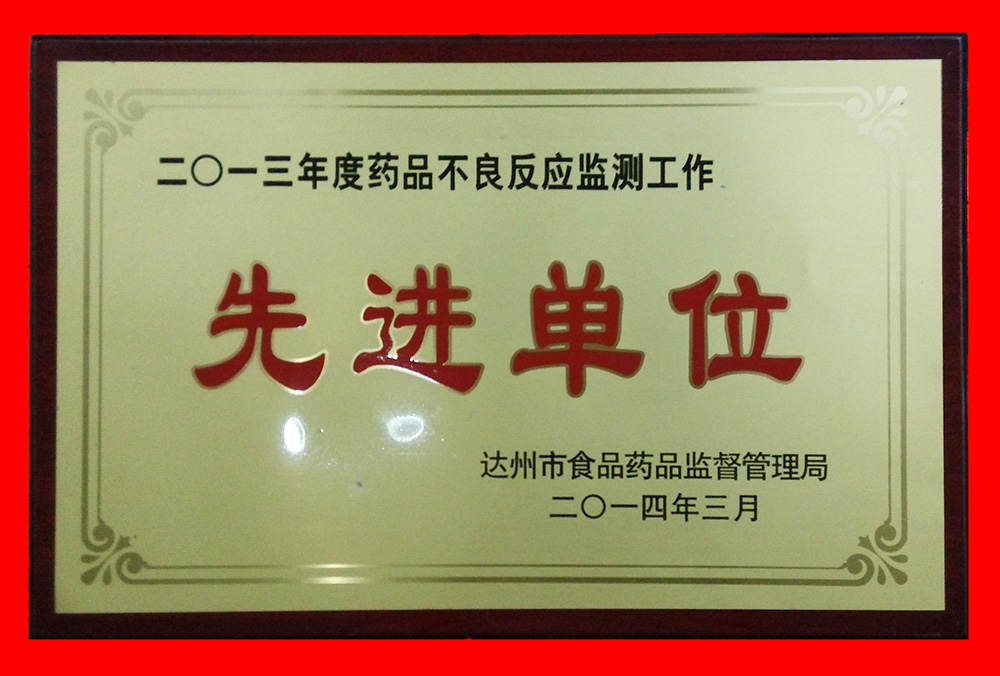 二〇一三年度药品不良反应监测工作
先进单位
达州市食品药品监督管理局
二〇一四年三月